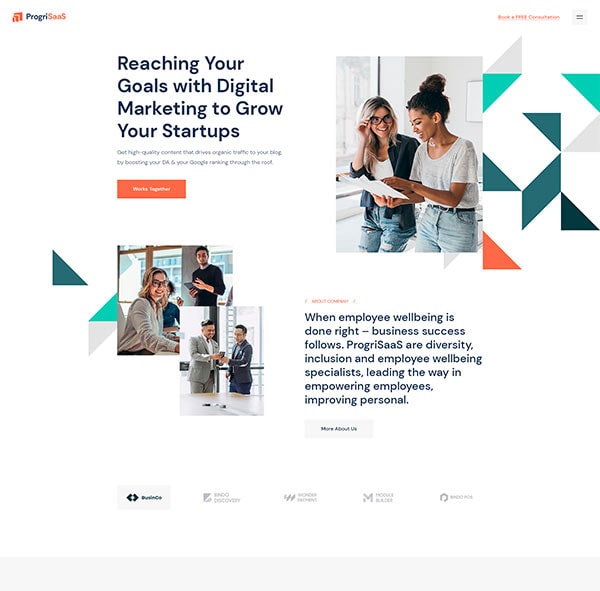 ProgriSaaS
Book a FREE Consultation
Reaching Your
Goals with Digital
Marketing to Grow
Your Startups
Get high-quality content that drives organic traffic to your blog,
by boosting your DA & your Google ranking through the roof.
Works Together
/ ABOUT COMPANY /
When employee wellbeing is
done right – business success
follows. ProgriSaaS are diversity,
inclusion and employee wellbeing
specialists, leading the way in
empowering employees,
improving personal.
More About Us
BusinCo
BINGO
DISCOVERY
WONDER
PAYMENT
MODULE
BUILDER
BINGO POS